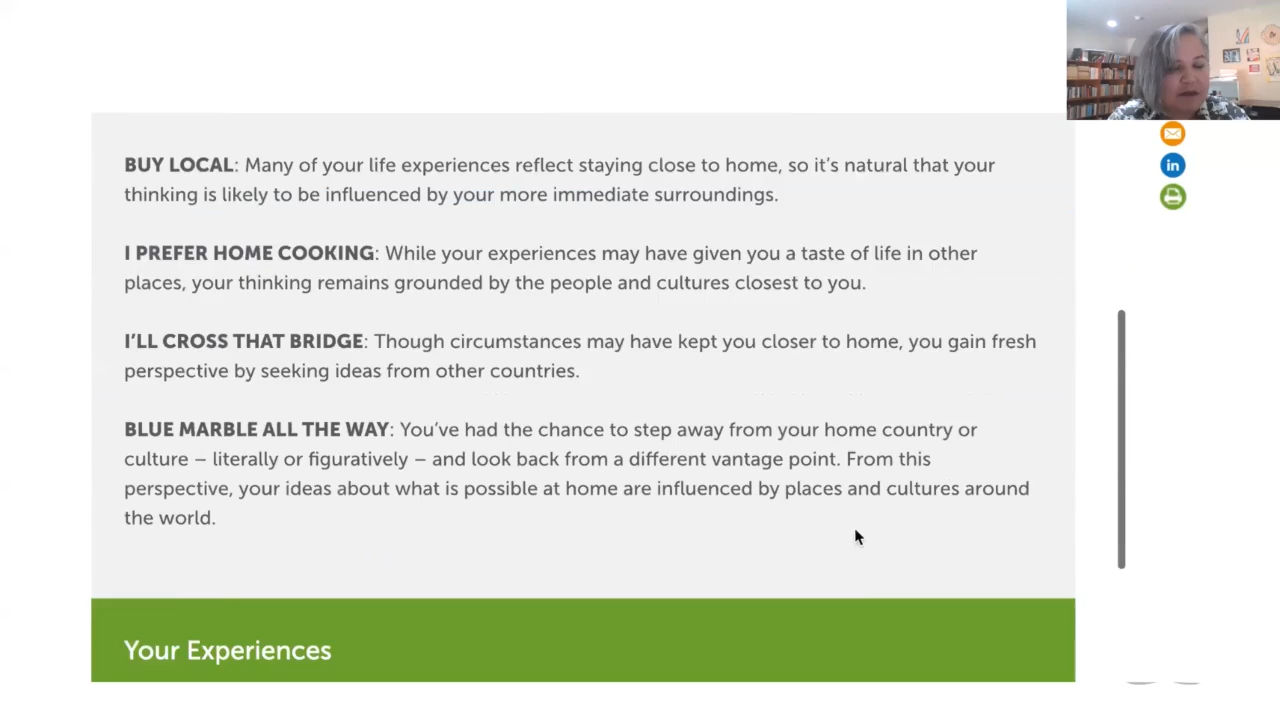 BUY LOCAL: Many of your life experiences reflect staying close to home, so it's natural that your
thinking is likely to be influenced by your more immediate surroundings.
I PREFER HOME COOKING: While your experiences may have given you a taste of life in other
places, your thinking remains grounded by the people and cultures closest to you.
I'LL CROSS THAT BRIDGE: Though circumstances may have kept you closer to home, you gain fresh
perspective by seeking ideas from other countries.
BLUE MARBLE ALL THE WAY: You've had the chance to step away from your home country or
culture – literally or figuratively – and look back from a different vantage point. From this
perspective, your ideas about what is possible at home are influenced by places and cultures around
the world.
Your Experiences
in